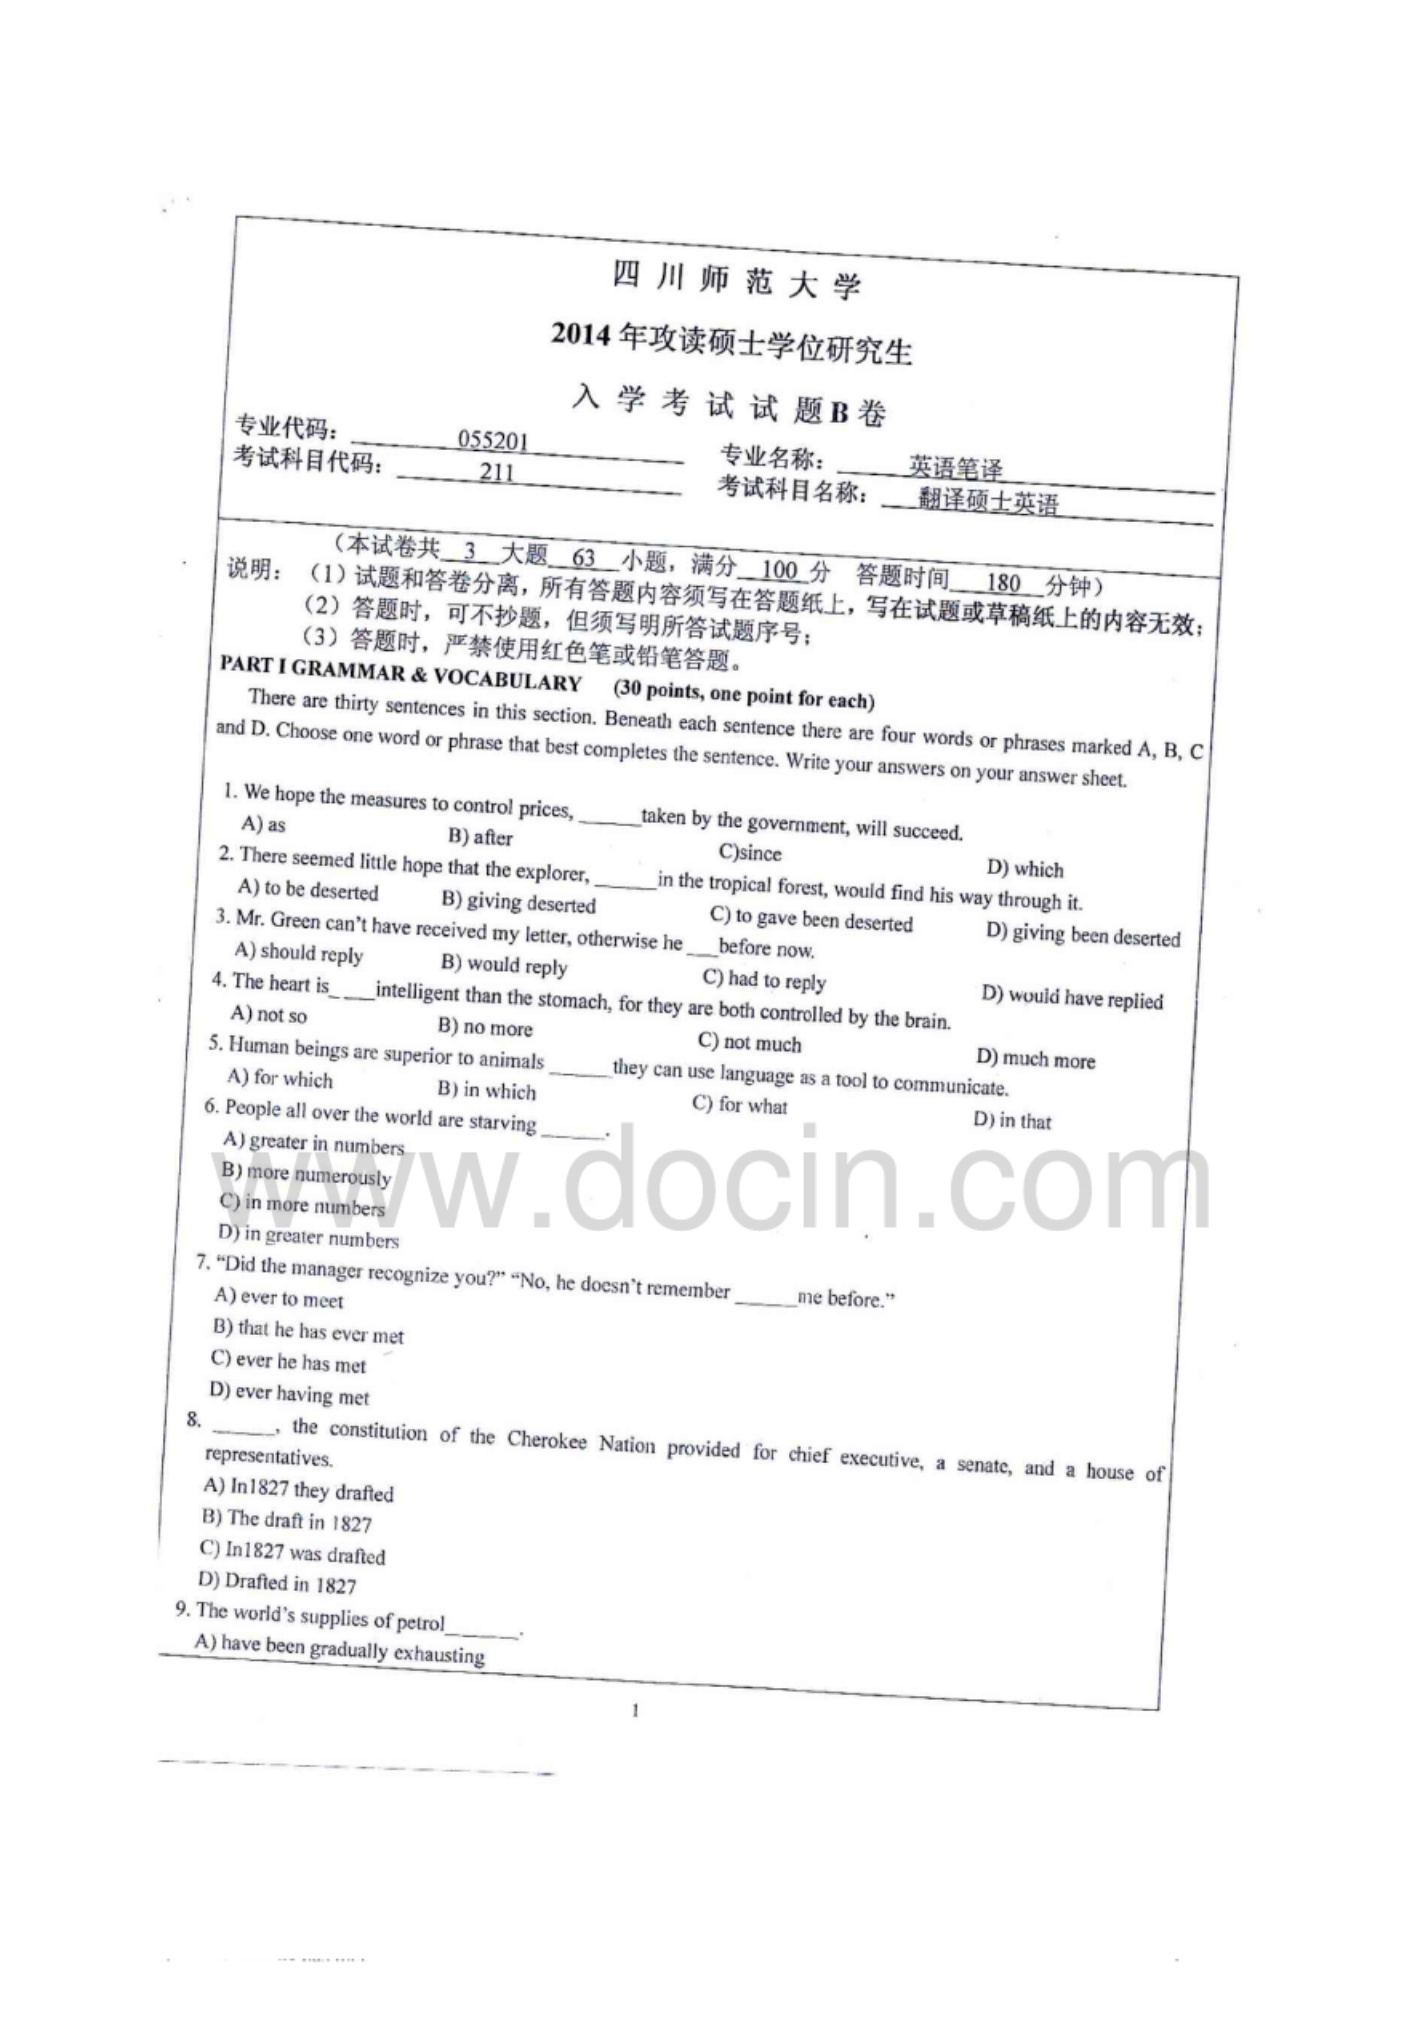 四川师范大学
2014年攻读硕士学位研究生
入学考试试题B卷
专业代码： 055201 专业名称： 英语笔译
考试科目代码： 211 考试科目名称： 翻译硕士英语
（本试卷共 3 大题 63 小题，满分 100 分 答题时间 180 分钟）
说明：（1）试题和答卷分离，所有答题内容须写在答题纸上，写在试题或草稿纸上的内容无效；
（2）答题时，可不抄题，但须写明所答试题序号；
（3）答题时，严禁使用红色笔或铅笔答题。
PART I GRAMMAR & VOCABULARY (30 points, one point for each)
There are thirty sentences in this section. Beneath each sentence there are four words or phrases marked A, B, C
and D. Choose one word or phrase that best completes the sentence. Write your answers on your answer sheet.
1. We hope the measures to control prices, ______taken by the government, will succeed.
A) as B) after C)since D) which
2. There seemed little hope that the explorer, ______in the tropical forest, would find his way through it.
A) to be deserted B) giving deserted C) to gave been deserted D) giving been deserted
3. Mr. Green can't have received my letter, otherwise he ___before now.
A) should reply B) would reply C) had to reply D) would have replied
4. The heart is_ ___intelligent than the stomach, for they are both controlled by the brain.
A) not so B) no more C) not much D) much more
5. Human beings are superior to animals ______they can use language as a tool to communicate.
A) for which B) in which C) for what D) in that
6. People all over the world are starving ______.
A) greater in numbers
B) more numerously
C) in more numbers
D) in greater numbers
7. “Did the manager recognize you?” “No, he doesn't remember ______me before.”
A) ever to meet
B) that he has ever met
C) ever he has met
D) ever having met
8. ______, the constitution of the Cherokee Nation provided for chief executive, a senate, and a house of
representatives.
A) In1827 they drafted
B) The draft in 1827
C) In1827 was drafted
D) Drafted in 1827
9. The world's supplies of petrol_______.
A) have been gradually exhausting
1
www.docin.com